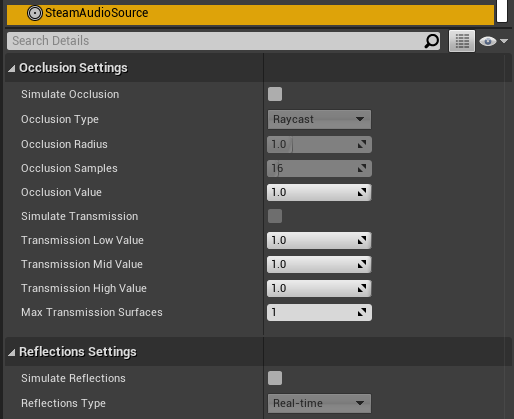 SteamAudioSource
Search Details
Occlusion Settings
Simulate Occlusion
Occlusion Type Raycast
Occlusion Radius 1.0
Occlusion Samples 16
Occlusion Value 1.0
Simulate Transmission
Transmission Low Value 1.0
Transmission Mid Value 1.0
Transmission High Value 1.0
Max Transmission Surfaces 1
Reflections Settings
Simulate Reflections
Reflections Type Real-time